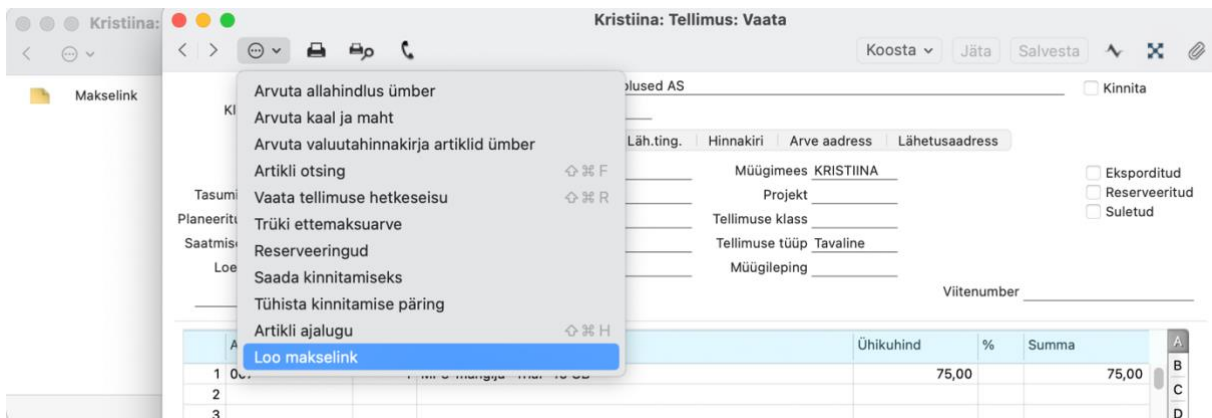 Kristiina:
Makselink
Kristiina: Tellimus: Vaata
Koosta
Jäta
Salvesta
Arvuta allahindlus ümber
Arvuta kaal ja maht
Arvuta valuutahinnakirja artiklid ümber
Artikli otsing ⇧⌘F
Vaata tellimuse hetkeseisu ⇧⌘R
Trüki ettemaksuarve
Reserveeringud
Saada kinnitamiseks
Tühista kinnitamise päring
Artikli ajalugu ⇧⌘H
Loo makselink
AS
Kinnita
Läh.ting. Hinnakiri Arve aadress Lähetusaadress
Müügimees KRISTIINA
Projekt
Tellimuse klass
Tellimuse tüüp Tavaline
Müügileping
Eksporditud
Reserveeritud
Suletud
Viitenumber
Ühikuhind % Summa
1 75,00 75,00
2
3
A
B
C
D